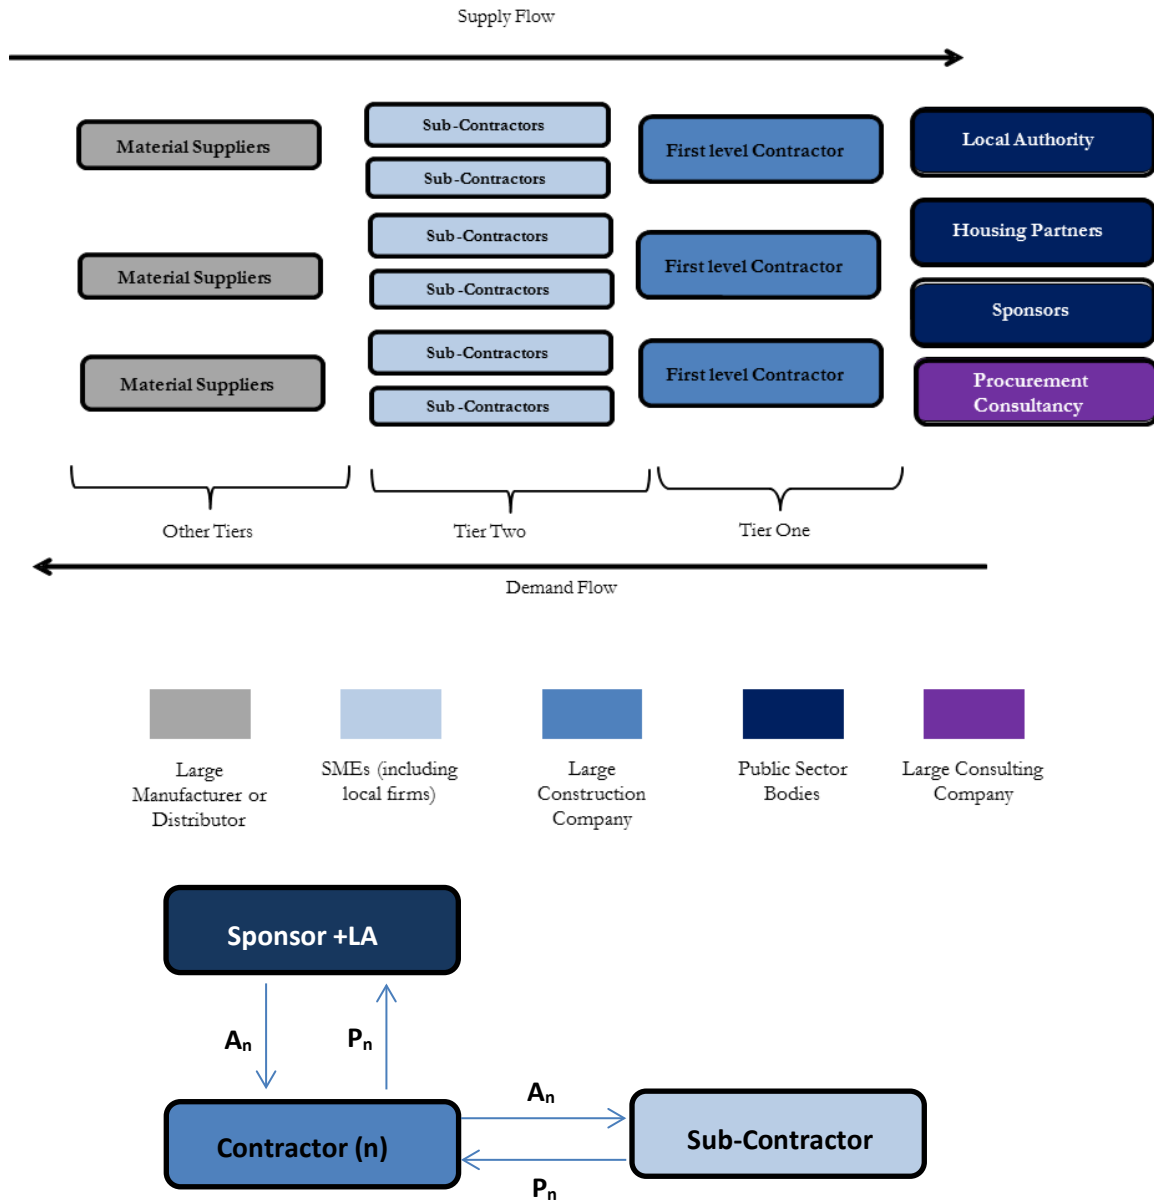 Supply Flow
Material Suppliers
Material Suppliers
Material Suppliers
Sub-Contractors
Sub-Contractors
Sub-Contractors
Sub-Contractors
Sub-Contractors
Sub-Contractors
First level Contractor
First level Contractor
First level Contractor
Local Authority
Housing Partners
Sponsors
Procurement
Consultancy
Other Tiers
Tier Two
Tier One
Demand Flow
Large
Manufacturer or
Distributor
SMEs (including
local firms)
Large
Construction
Company
Public Sector
Bodies
Large Consulting
Company
Sponsor +LA
An
Pn
Contractor (n)
An
Pn
Sub-Contractor